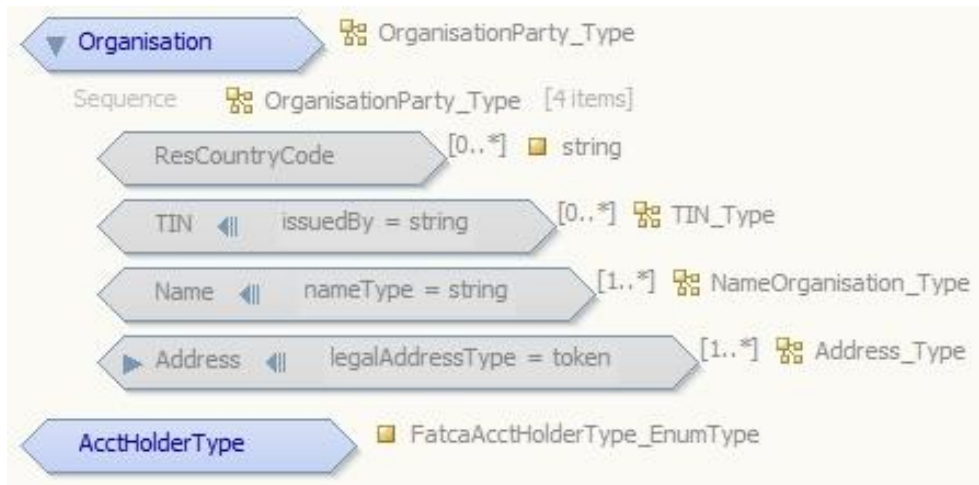 Organisation OrganisationParty_Type
Sequence OrganisationParty_Type [4 items]
ResCountryCode [0..*] string
TIN issuedBy = string [0..*] TIN_Type
Name nameType = string [1..*] NameOrganisation_Type
Address legalAddressType = token [1..*] Address_Type
AcctHolderType FatcaAcctHolderType_EnumType